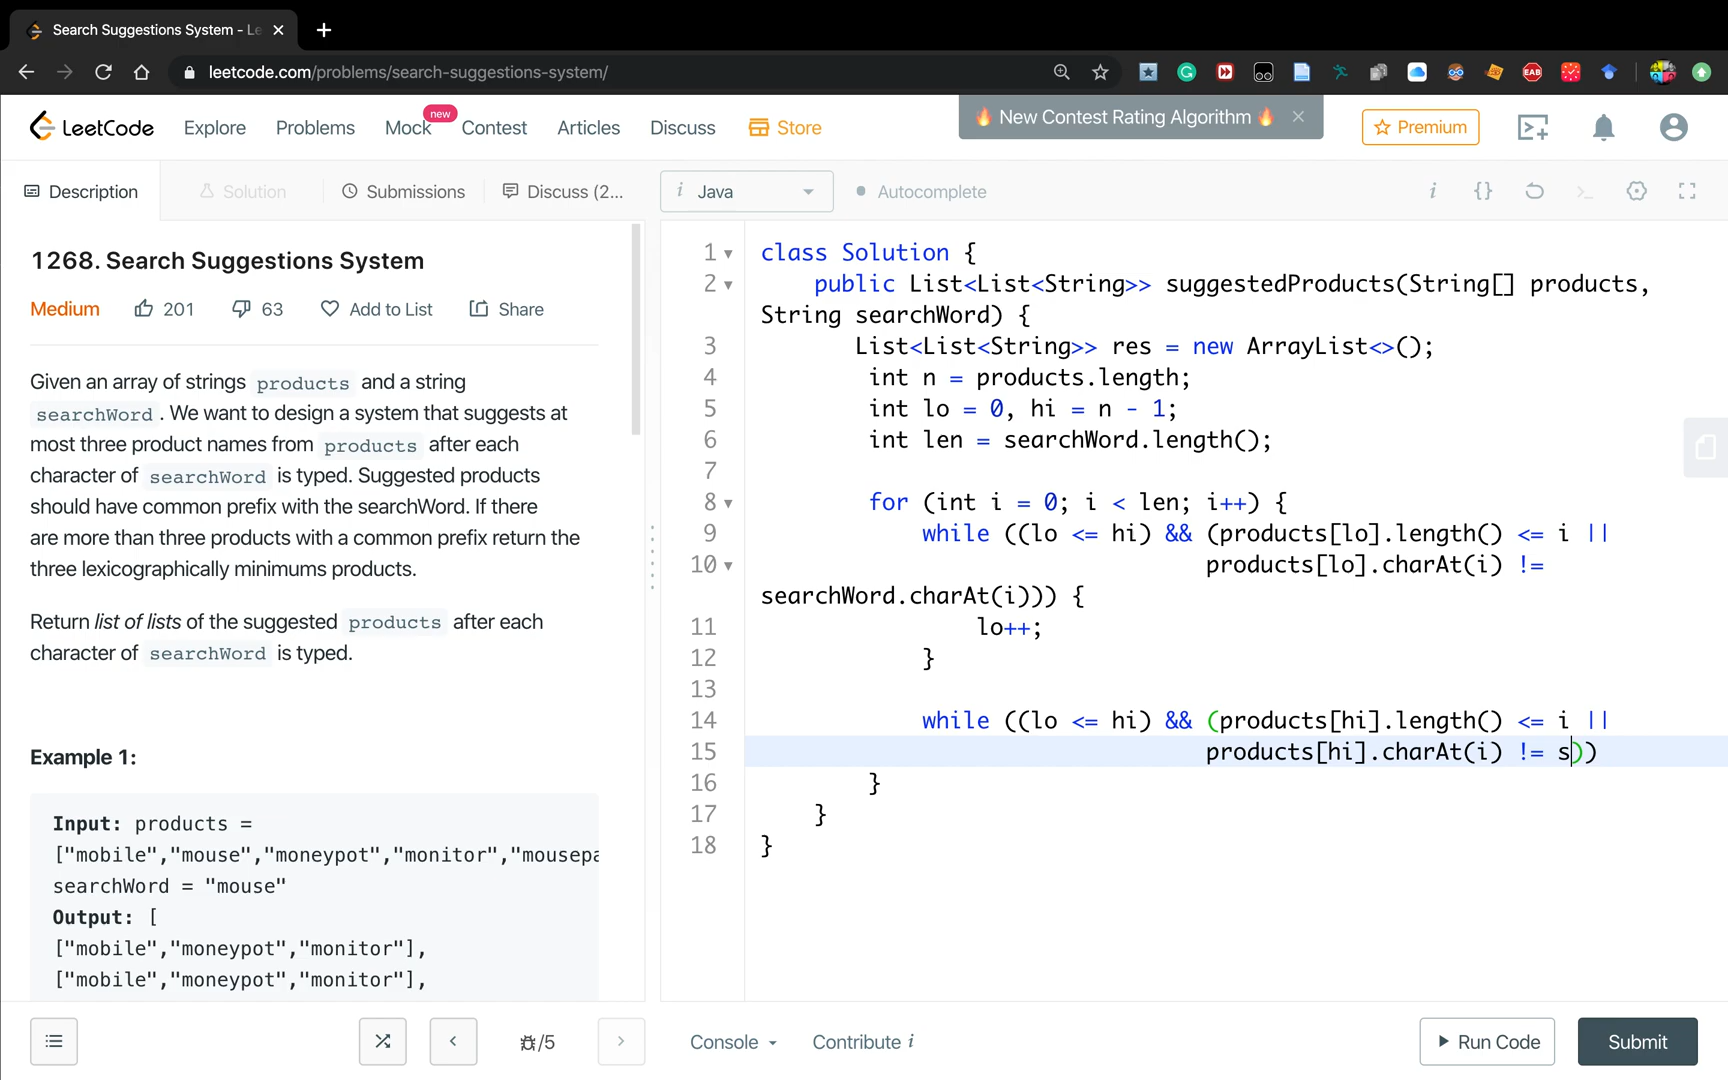 Search Suggestions System - Le
leetcode.com/problems/search-suggestions-system/
EAB
LeetCode
Explore
Problems
Mock
new
Contest
Articles
Discuss
Store
🔥 New Contest Rating Algorithm 🔥
Premium
Description
Solution
Submissions
Discuss (2...
i Java
Autocomplete
i {}
1268. Search Suggestions System
Medium
201
63
Add to List
Share
Given an array of strings products and a string
searchWord . We want to design a system that suggests at
most three product names from products after each
character of searchWord is typed. Suggested products
should have common prefix with the searchWord. If there
are more than three products with a common prefix return the
three lexicographically minimums products.
Return list of lists of the suggested products after each
character of searchWord is typed.
Example 1:
Input: products =
["mobile","mouse","moneypot","monitor","mousepa
searchWord = "mouse"
Output: [
["mobile","moneypot","monitor"],
["mobile","moneypot","monitor"],
1 class Solution {
2 public List<List<String>> suggestedProducts(String[] products,
String searchWord) {
3 List<List<String>> res = new ArrayList<>();
4 int n = products.length;
5 int lo = 0, hi = n - 1;
6 int len = searchWord.length();
7
8 for (int i = 0; i < len; i++) {
9 while ((lo <= hi) && (products[lo].length() <= i ||
10 products[lo].charAt(i) !=
searchWord.charAt(i))) {
11 lo++;
12 }
13
14 while ((lo <= hi) && (products[hi].length() <= i ||
15 products[hi].charAt(i) != s))
16 }
17 }
18 }
/5
Console
Contribute i
Run Code
Submit